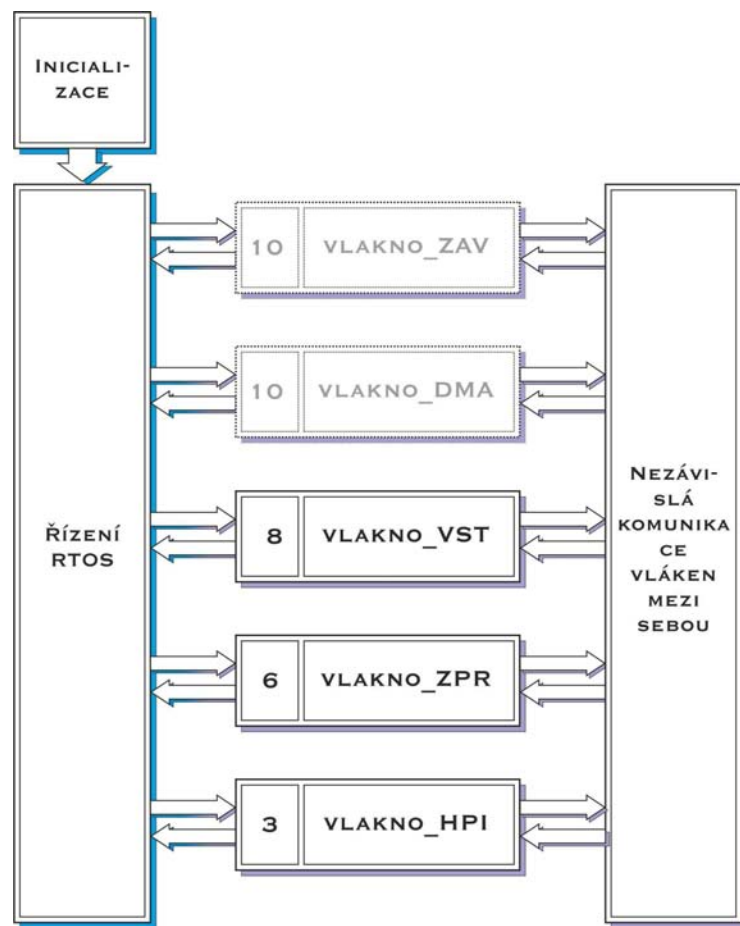 INICIALI-
ZACE
10 VLAKNO_ZAV
10 VLAKNO_DMA
ŘÍZENÍ
RTOS
8 VLAKNO_VST
6 VLAKNO_ZPR
3 VLAKNO_HPI
NEZÁVI-
SLÁ
KOMUNIKA
CE
VLÁKEN
MEZI
SEBOU